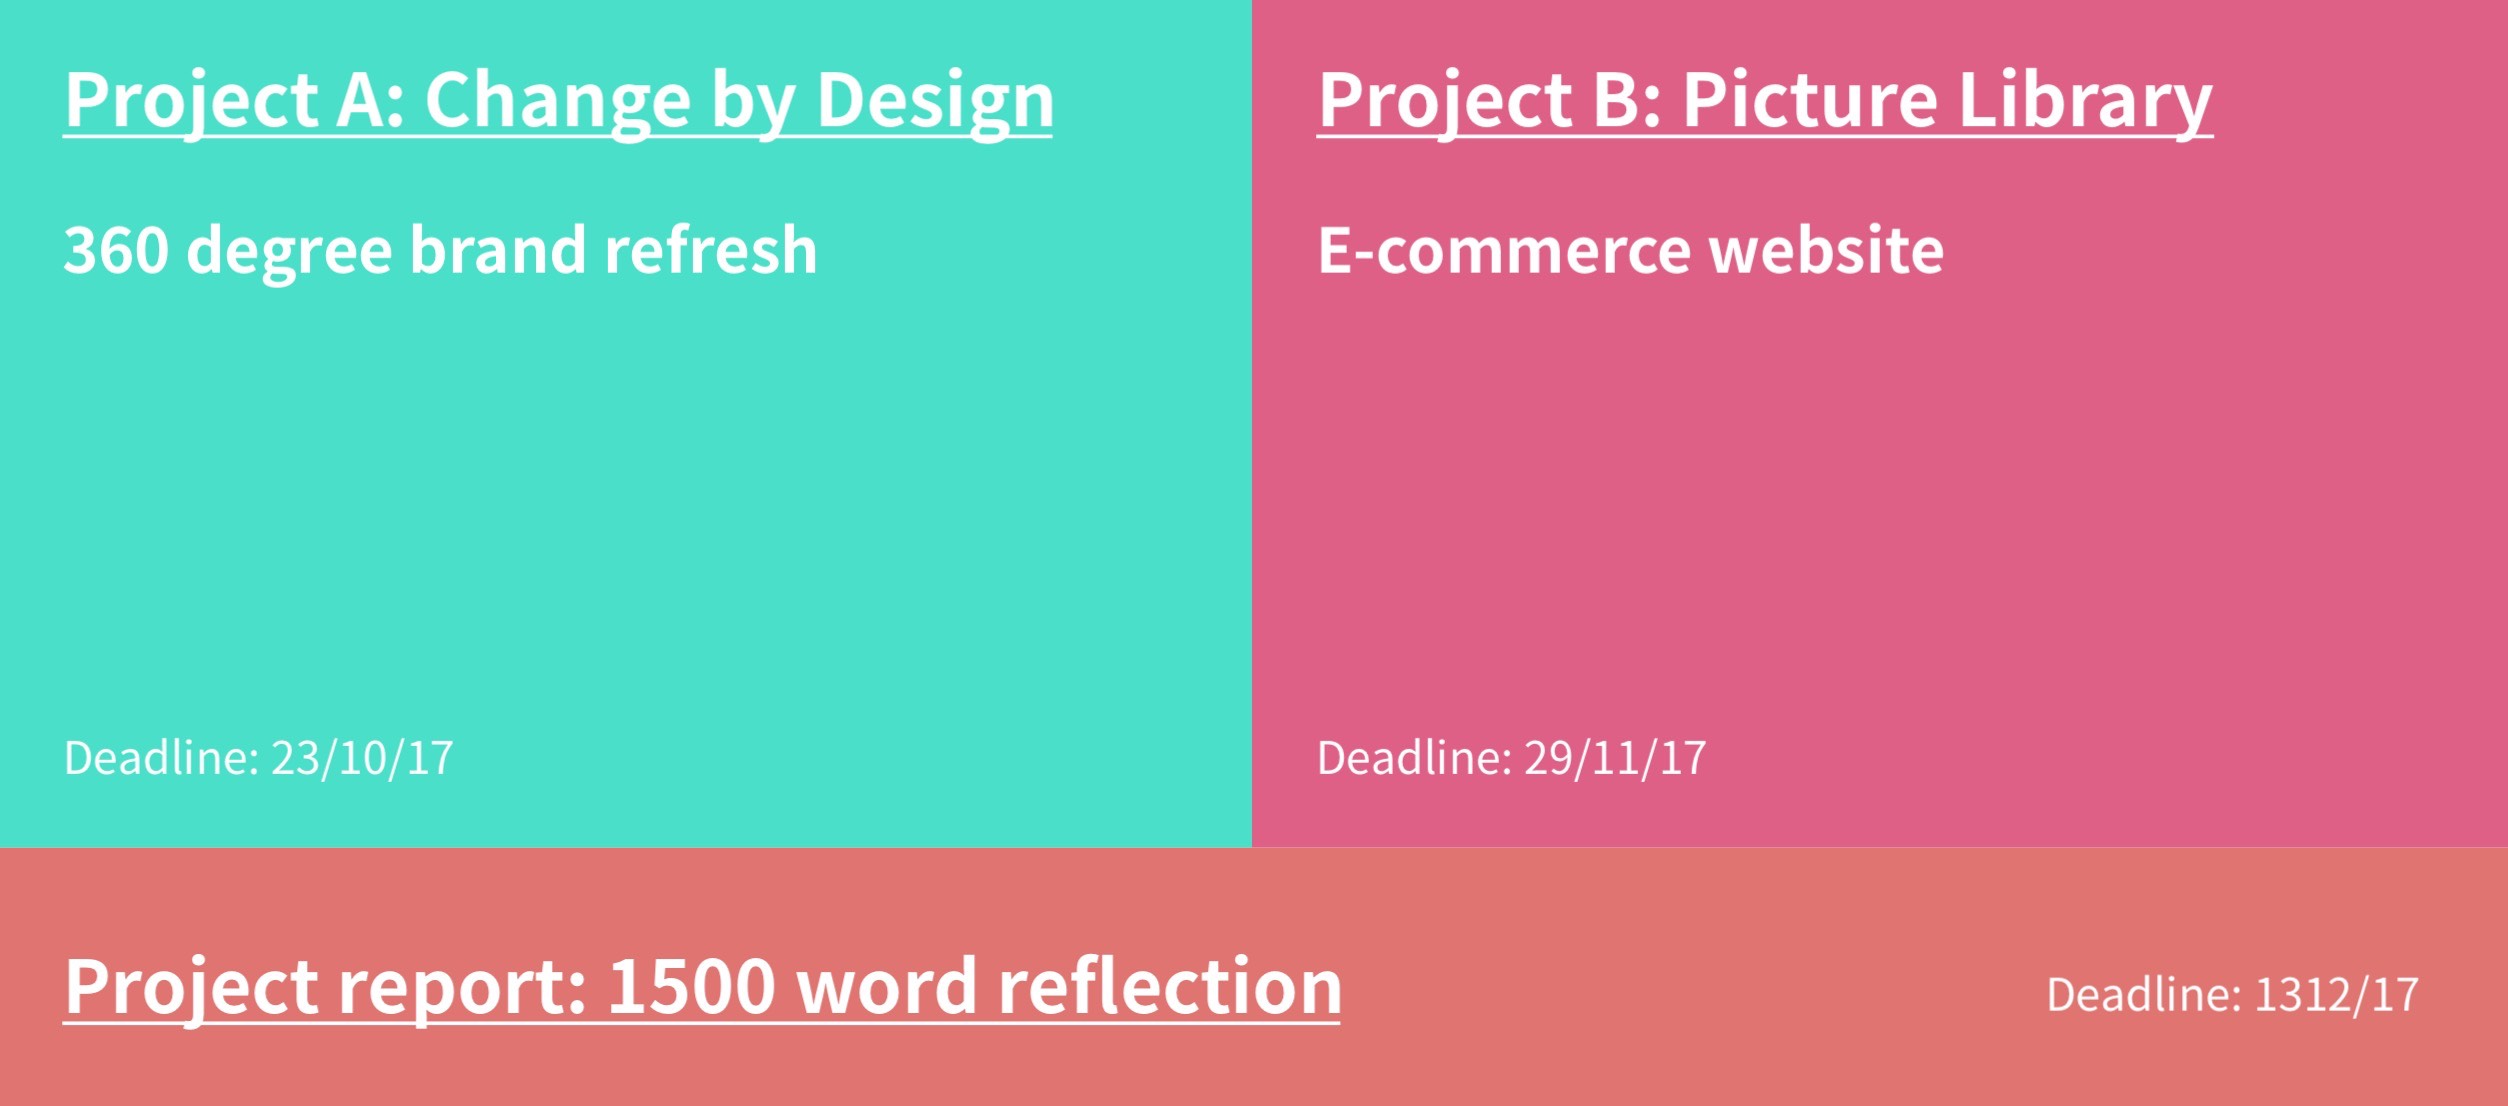 Project A: Change by Design
360 degree brand refresh
Deadline: 23/10/17
Project B: Picture Library
E-commerce website
Deadline: 29/11/17
Project report: 1500 word reflection
Deadline: 1312/17